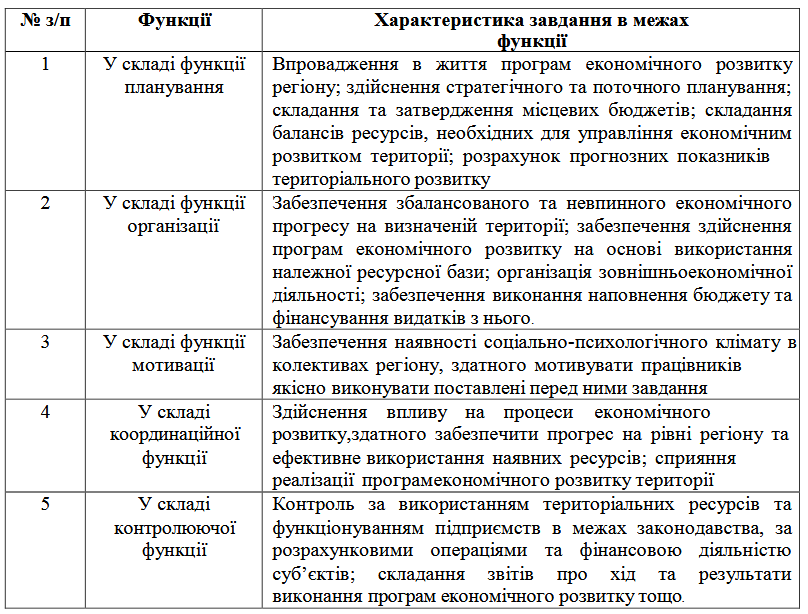 № з/п
Функції
Характеристика завдання в межах
функції
1
У складі функції
планування
Впровадження в життя програм економічного розвитку
регіону; здійснення стратегічного та поточного планування;
складання та затвердження місцевих бюджетів; складання
балансів ресурсів, необхідних для управління економічним
розвитком території; розрахунок прогнозних показників
територіального розвитку
2
У складі функції
організації
Забезпечення збалансованого та невпинного економічного
прогресу на визначеній території; забезпечення здійснення
програм економічного розвитку на основі використання
належної ресурсної бази; організація зовнішньоекономічної
діяльності; забезпечення виконання наповнення бюджету та
фінансування видатків з нього.
3
У складі функції
мотивації
Забезпечення наявності соціально-психологічного клімату в
колективах регіону, здатного мотивувати працівників
якісно виконувати поставлені перед ними завдання
4
У складі
координаційної
функції
Здійснення впливу на процеси економічного
розвитку,здатного забезпечити прогрес на рівні регіону та
ефективне використання наявних ресурсів; сприяння
реалізації програмекономічного розвитку території
5
У складі
контролюючої
функції
Контроль за використанням територіальних ресурсів та
функціонуванням підприємств в межах законодавства, за
розрахунковими операціями та фінансовою діяльністю
суб’єктів; складання звітів про хід та результати
виконання програм економічного розвитку тощо.